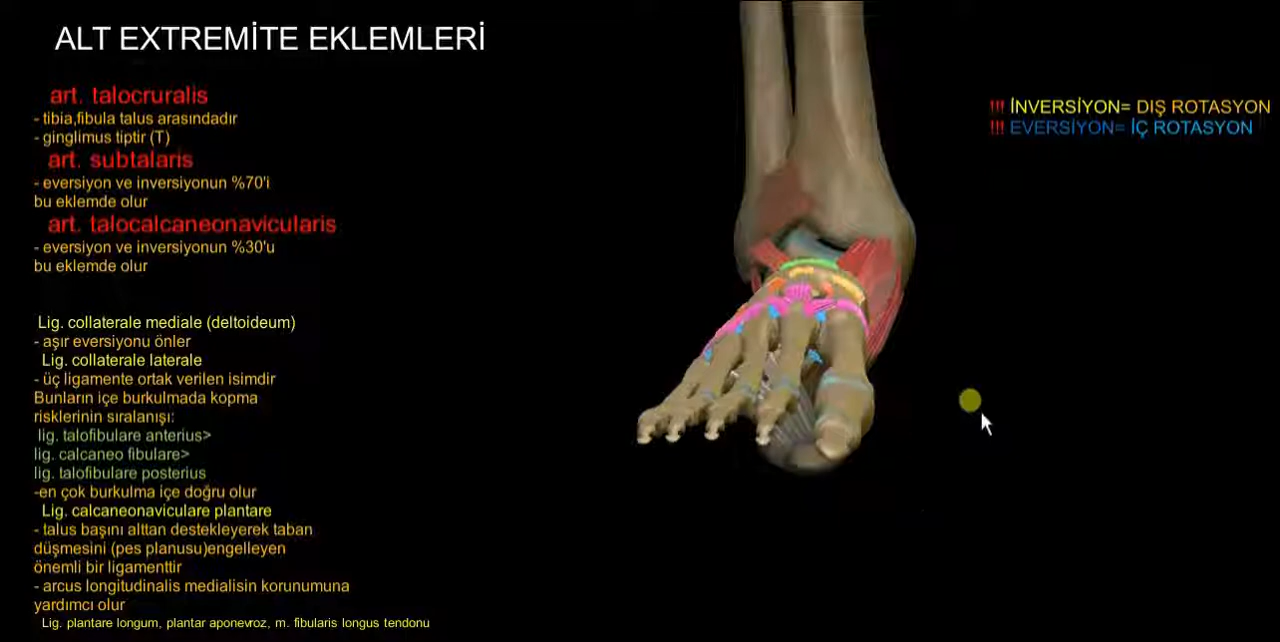 ALT EXTREMİTE EKLEMLERİ
art. talocruralis
- tibia,fibula talus arasındadır
- ginglimus tiptir (T)
art. subtalaris
- eversiyon ve inversiyonun %70'i
bu eklemde olur
art. talocalcaneonavicularis
- eversiyon ve inversiyonun %30'u
bu eklemde olur
Lig. collaterale mediale (deltoideum)
- aşır eversiyonu önler
Lig. collaterale laterale
- üç ligamente ortak verilen isimdir
Bunların içe burkulmada kopma
risklerinin sıralanışı:
lig. talofibulare anterius>
lig. calcaneo fibulare>
lig. talofibulare posterius
-en çok burkulma içe doğru olur
Lig. calcaneonaviculare plantare
- talus başını alttan destekleyerek taban
düşmesini (pes planusu)engelleyen
önemli bir ligamenttir
- arcus longitudinalis medialisin korunumuna
yardımcı olur
Lig. plantare longum, plantar aponevroz, m. fibularis longus tendonu
!!! İNVERSİYON= DIŞ ROTASYON
!!! EVERSİYON= İÇ ROTASYON